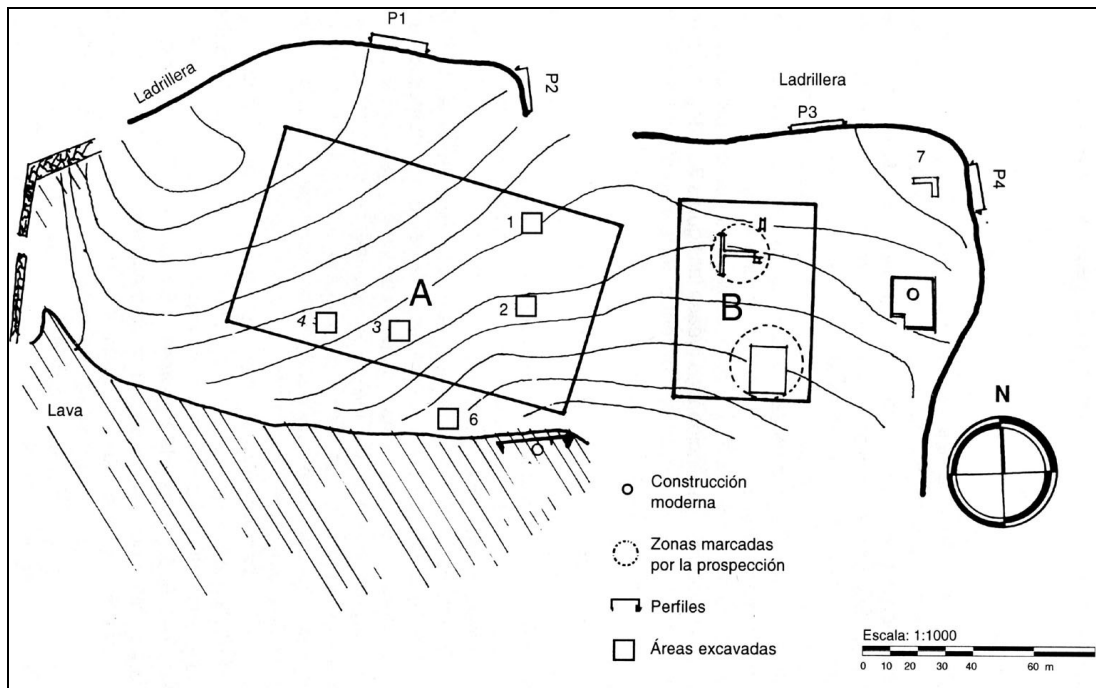 P1
Ladrillera
P2
Ladrillera
P3
7
P4
1
A
2
B
4
3
6
Lava
N
Construcción
moderna
Zonas marcadas
por la prospección
Perfiles
Áreas excavadas
Escala: 1:1000
0 10 20 30 40 60 m